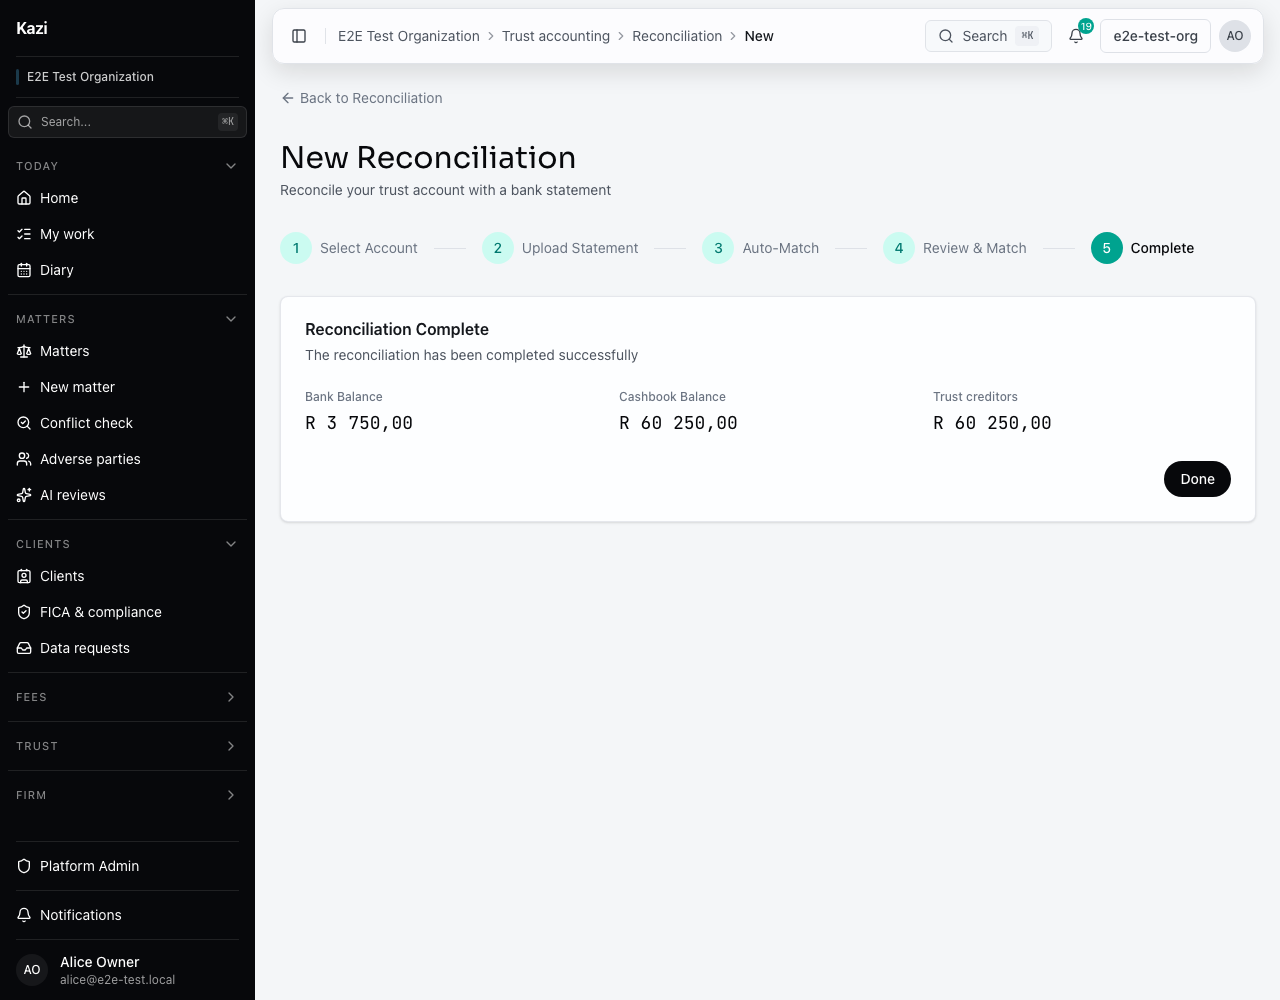 Kazi
E2E Test Organization
Search...
⌘K
TODAY
Home
My work
Diary
MATTERS
Matters
New matter
Conflict check
Adverse parties
AI reviews
CLIENTS
Clients
FICA & compliance
Data requests
FEES
TRUST
FIRM
Platform Admin
Notifications
AO
Alice Owner
alice@e2e-test.local
E2E Test Organization > Trust accounting > Reconciliation > New
Search ⌘K
19
e2e-test-org
AO
Back to Reconciliation
New Reconciliation
Reconcile your trust account with a bank statement
1 Select Account
2 Upload Statement
3 Auto-Match
4 Review & Match
5 Complete
Reconciliation Complete
The reconciliation has been completed successfully
Bank Balance
R 3 750,00
Cashbook Balance
R 60 250,00
Trust creditors
R 60 250,00
Done